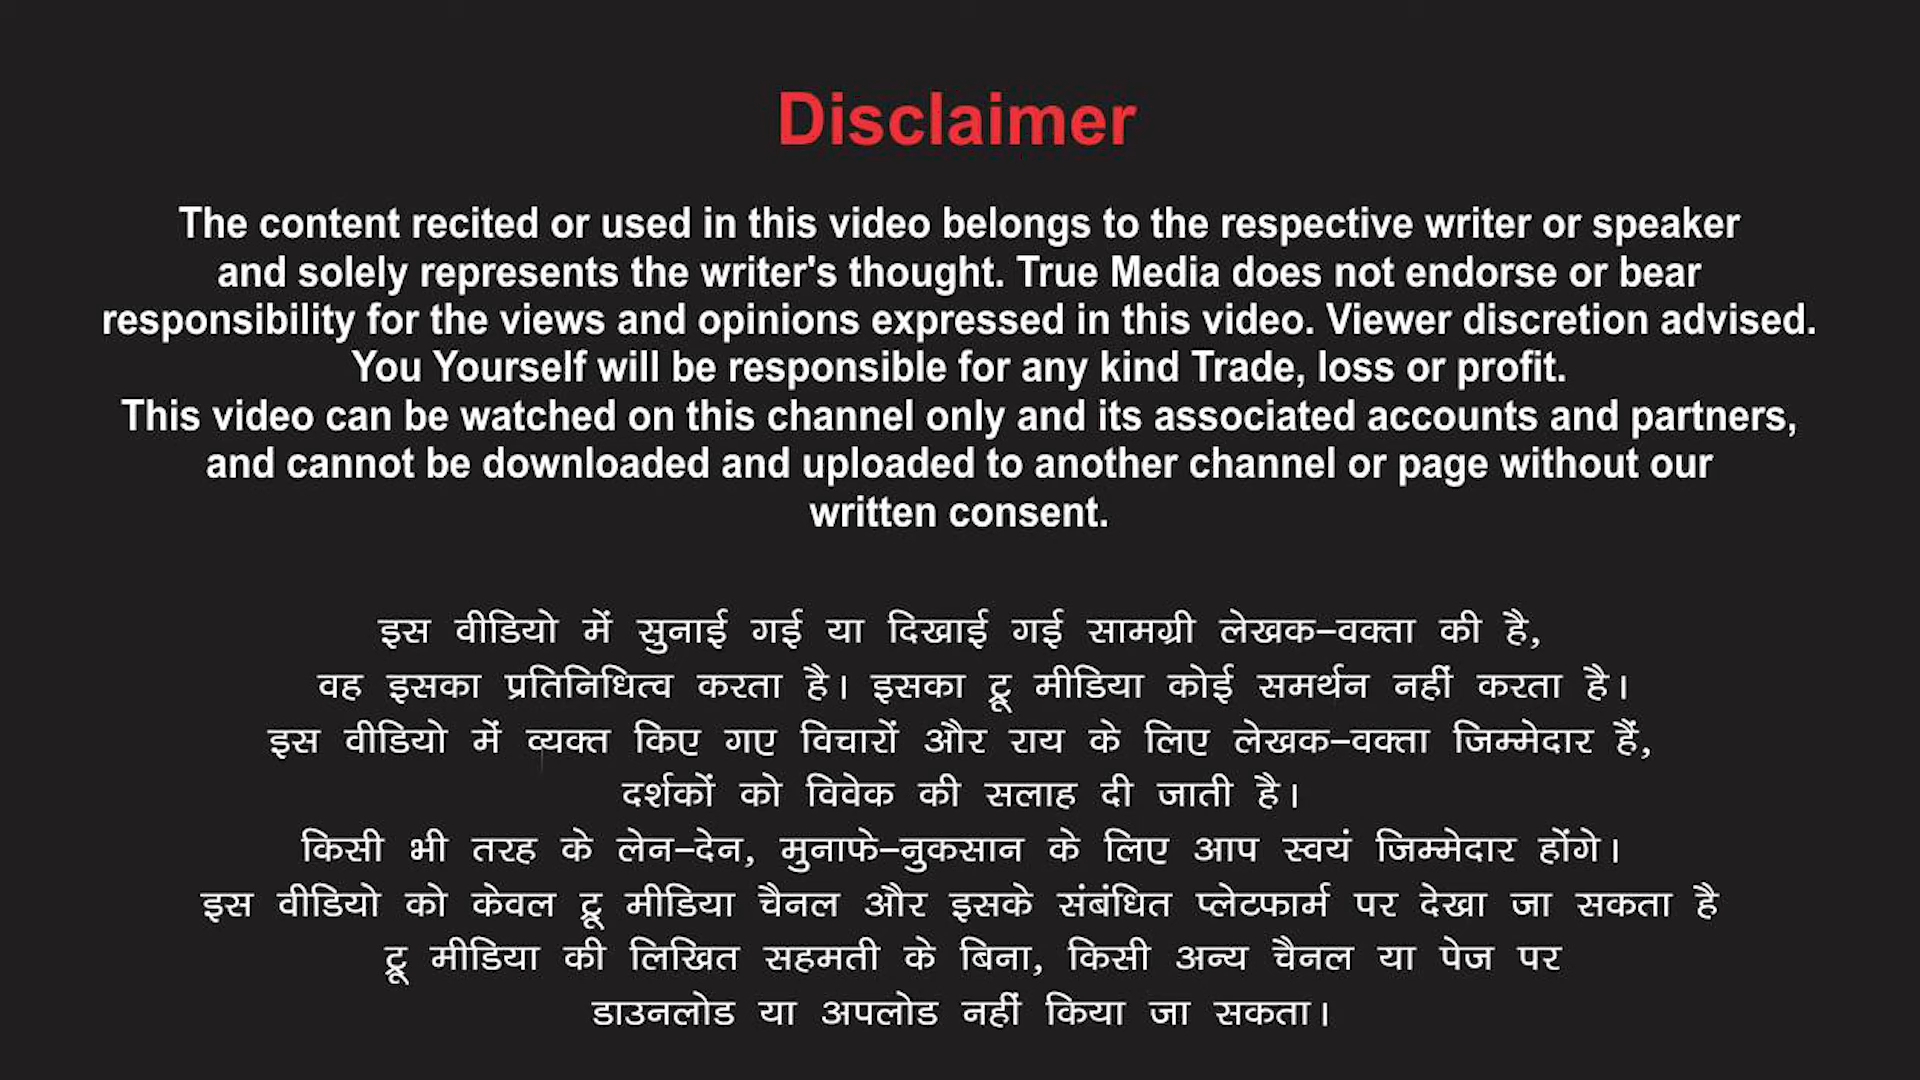 Disclaimer
The content recited or used in this video belongs to the respective writer or speaker
and solely represents the writer's thought. True Media does not endorse or bear
responsibility for the views and opinions expressed in this video. Viewer discretion advised.
You Yourself will be responsible for any kind Trade, loss or profit.
This video can be watched on this channel only and its associated accounts and partners,
and cannot be downloaded and uploaded to another channel or page without our
written consent.
इस वीडियो में सुनाई गई या दिखाई गई सामग्री लेखक–वक्ता की है,
वह इसका प्रतिनिधित्व करता है। इसका ट्रू मीडिया कोई समर्थन नहीं करता है।
इस वीडियो में व्यक्त किए गए विचारों और राय के लिए लेखक–वक्ता जिम्मेदार हैं,
दर्शकों को विवेक की सलाह दी जाती है।
किसी भी तरह के लेन–देन, मुनाफे–नुकसान के लिए आप स्वयं जिम्मेदार होंगे।
इस वीडियो को केवल ट्रू मीडिया चैनल और इसके संबंधित प्लेटफार्म पर देखा जा सकता है
ट्रू मीडिया की लिखित सहमती के बिना, किसी अन्य चैनल या पेज पर
डाउनलोड या अपलोड नहीं किया जा सकता।